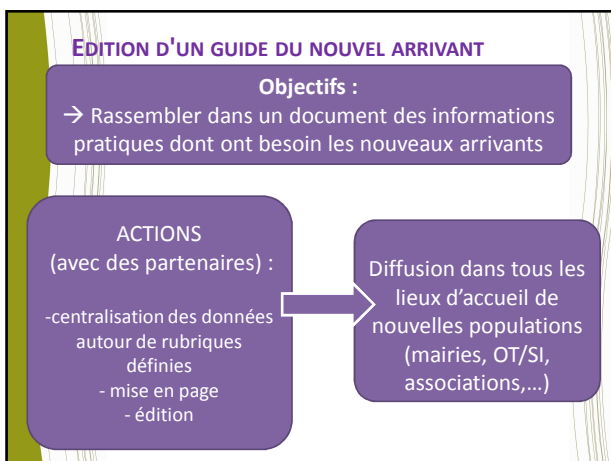 EDITION D'UN GUIDE DU NOUVEL ARRIVANT
Objectifs :
→ Rassembler dans un document des informations
pratiques dont ont besoin les nouveaux arrivants
ACTIONS
(avec des partenaires) :
-centralisation des données
autour de rubriques
définies
- mise en page
- édition
Diffusion dans tous les
lieux d’accueil de
nouvelles populations
(mairies, OT/SI,
associations,…)